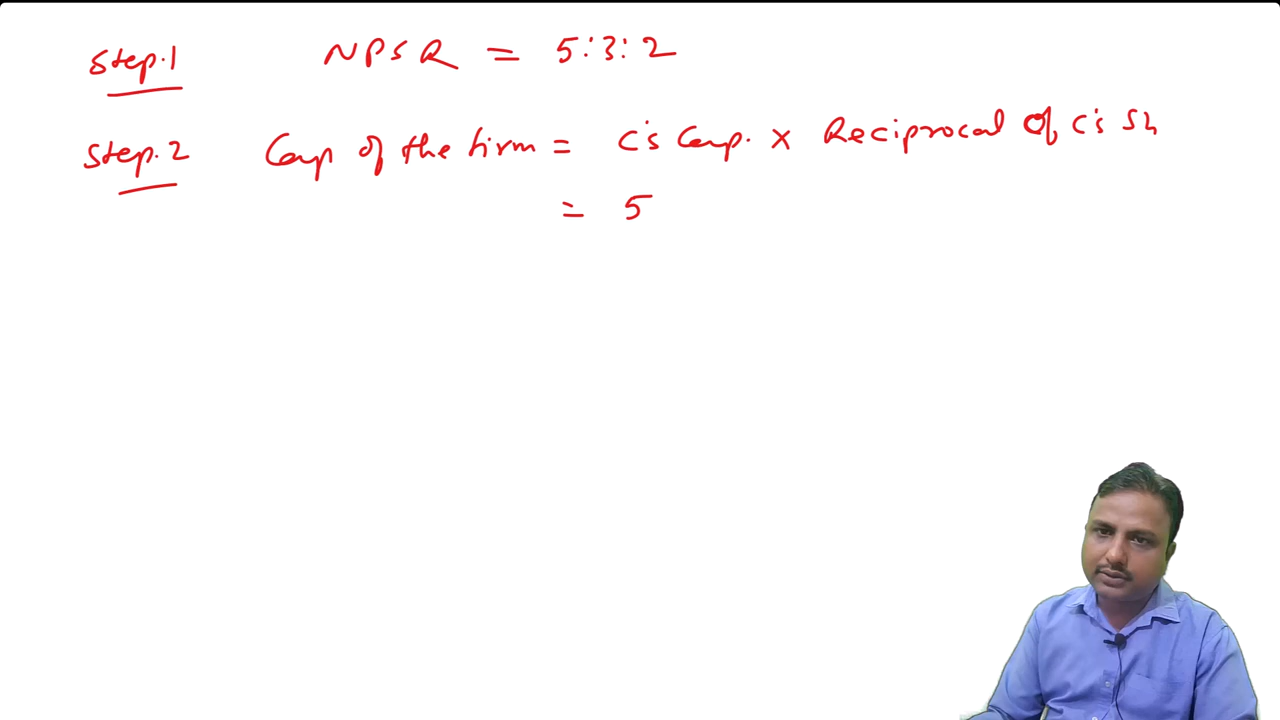 Step.1 NPSR = 5:3:2
Step.2 Cap of the firm = C's Cap. × Reciprocal of C's Sh
= 5